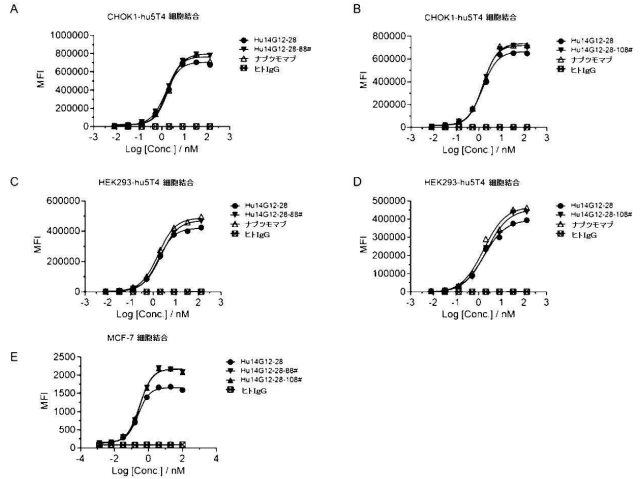 A
CHOK1-hu5T4 細胞結合
MFI
1000000
800000
600000
400000
200000
0
-3 -2 -1 0 1 2 3
Log [Conc.] / nM
Hu14G12-28
Hu14G12-28-88#
ナプツモマブ
ヒトIgG
B
CHOK1-hu5T4 細胞結合
MFI
800000
600000
400000
200000
0
-3 -2 -1 0 1 2 3
Log [Conc.] / nM
Hu14G12-28
Hu14G12-28-108#
ナプツモマブ
ヒトIgG
C
HEK293-hu5T4 細胞結合
MFI
600000
400000
200000
0
-3 -2 -1 0 1 2 3
Log [Conc.] / nM
Hu14G12-28
Hu14G12-28-88#
ナプツモマブ
ヒトIgG
D
HEK293-hu5T4 細胞結合
MFI
500000
400000
300000
200000
100000
0
-3 -2 -1 0 1 2 3
Log [Conc.] / nM
Hu14G12-28
Hu14G12-28-108#
ナプツモマブ
ヒトIgG
E
MCF-7 細胞結合
MFI
2500
2000
1500
1000
500
0
-4 -2 0 2 4
Log [Conc.] / nM
Hu14G12-28
Hu14G12-28-88#
Hu14G12-28-108#
ヒトIgG